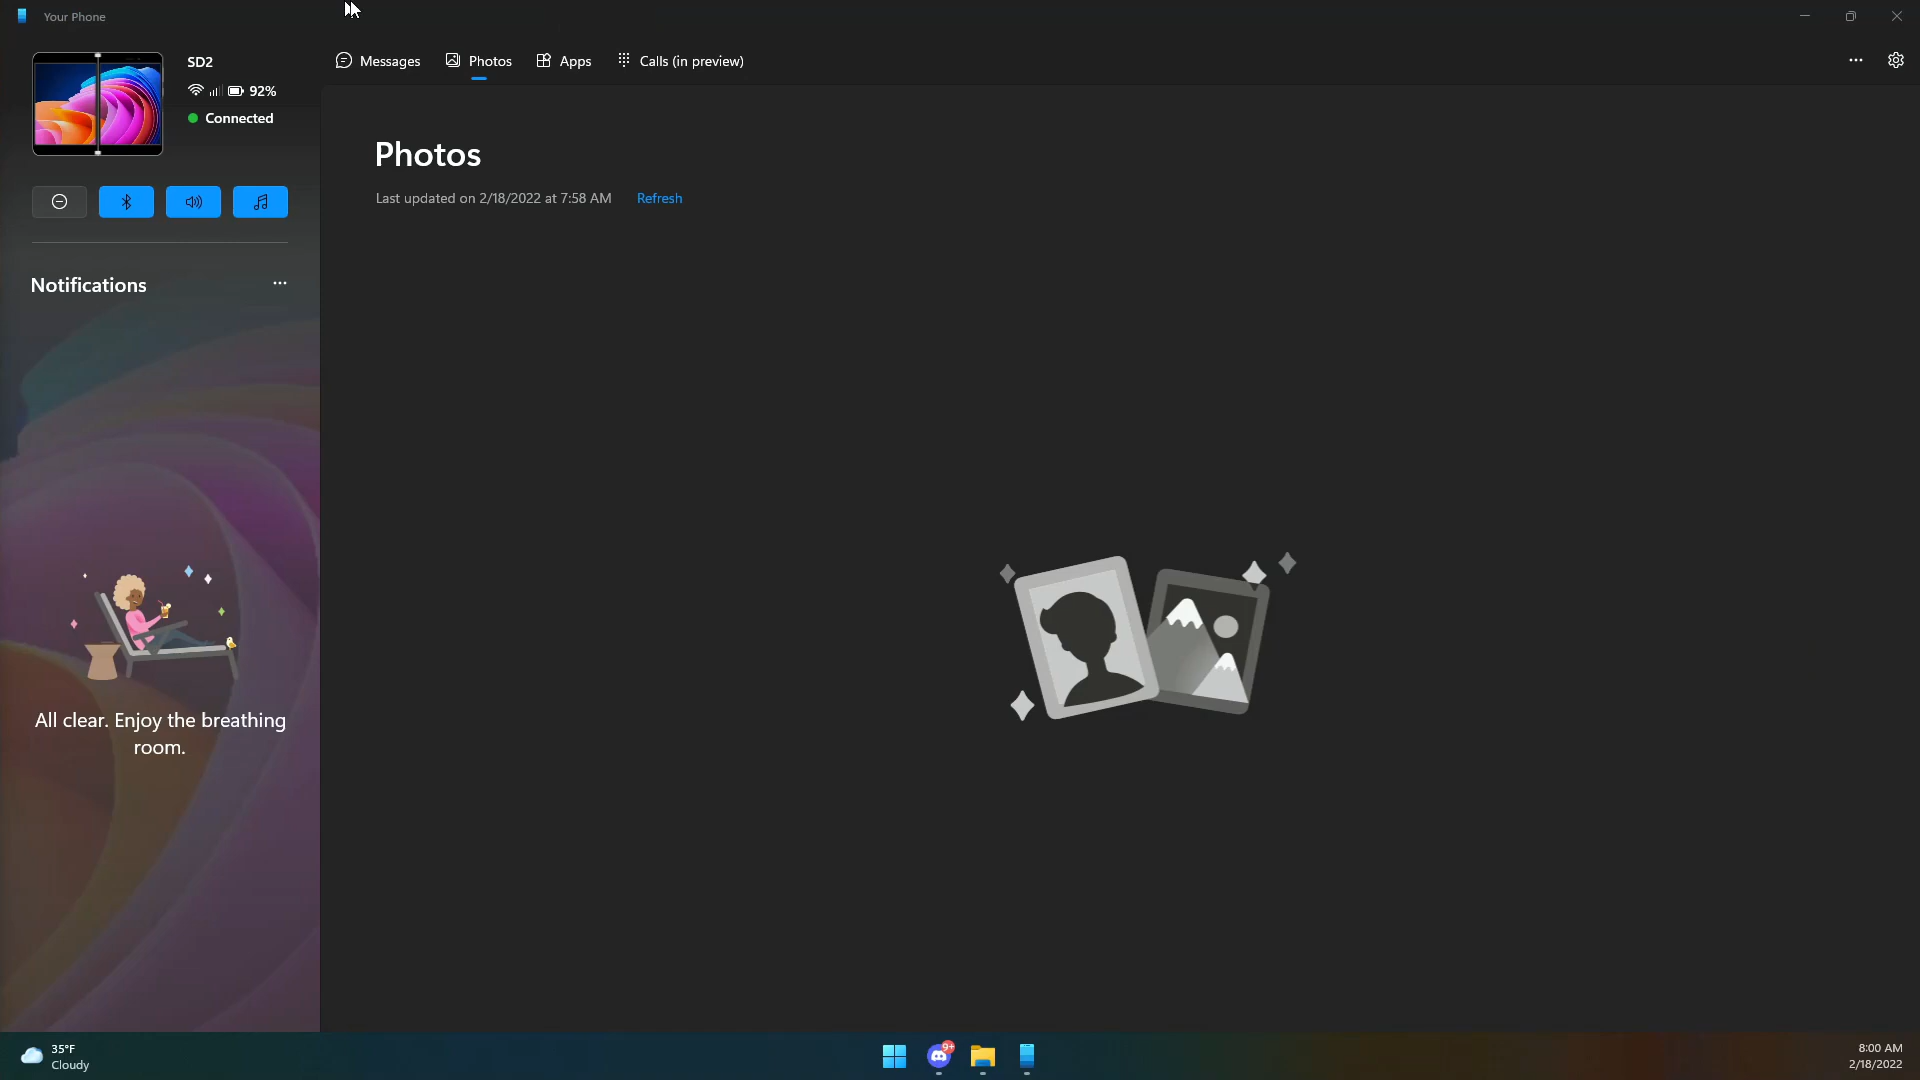 Your Phone
SD2
92%
Connected
Messages
Photos
Apps
Calls (in preview)
Photos
Last updated on 2/18/2022 at 7:58 AM
Refresh
Notifications
All clear. Enjoy the breathing
room.
35°F
Cloudy
9+
8:00 AM
2/18/2022